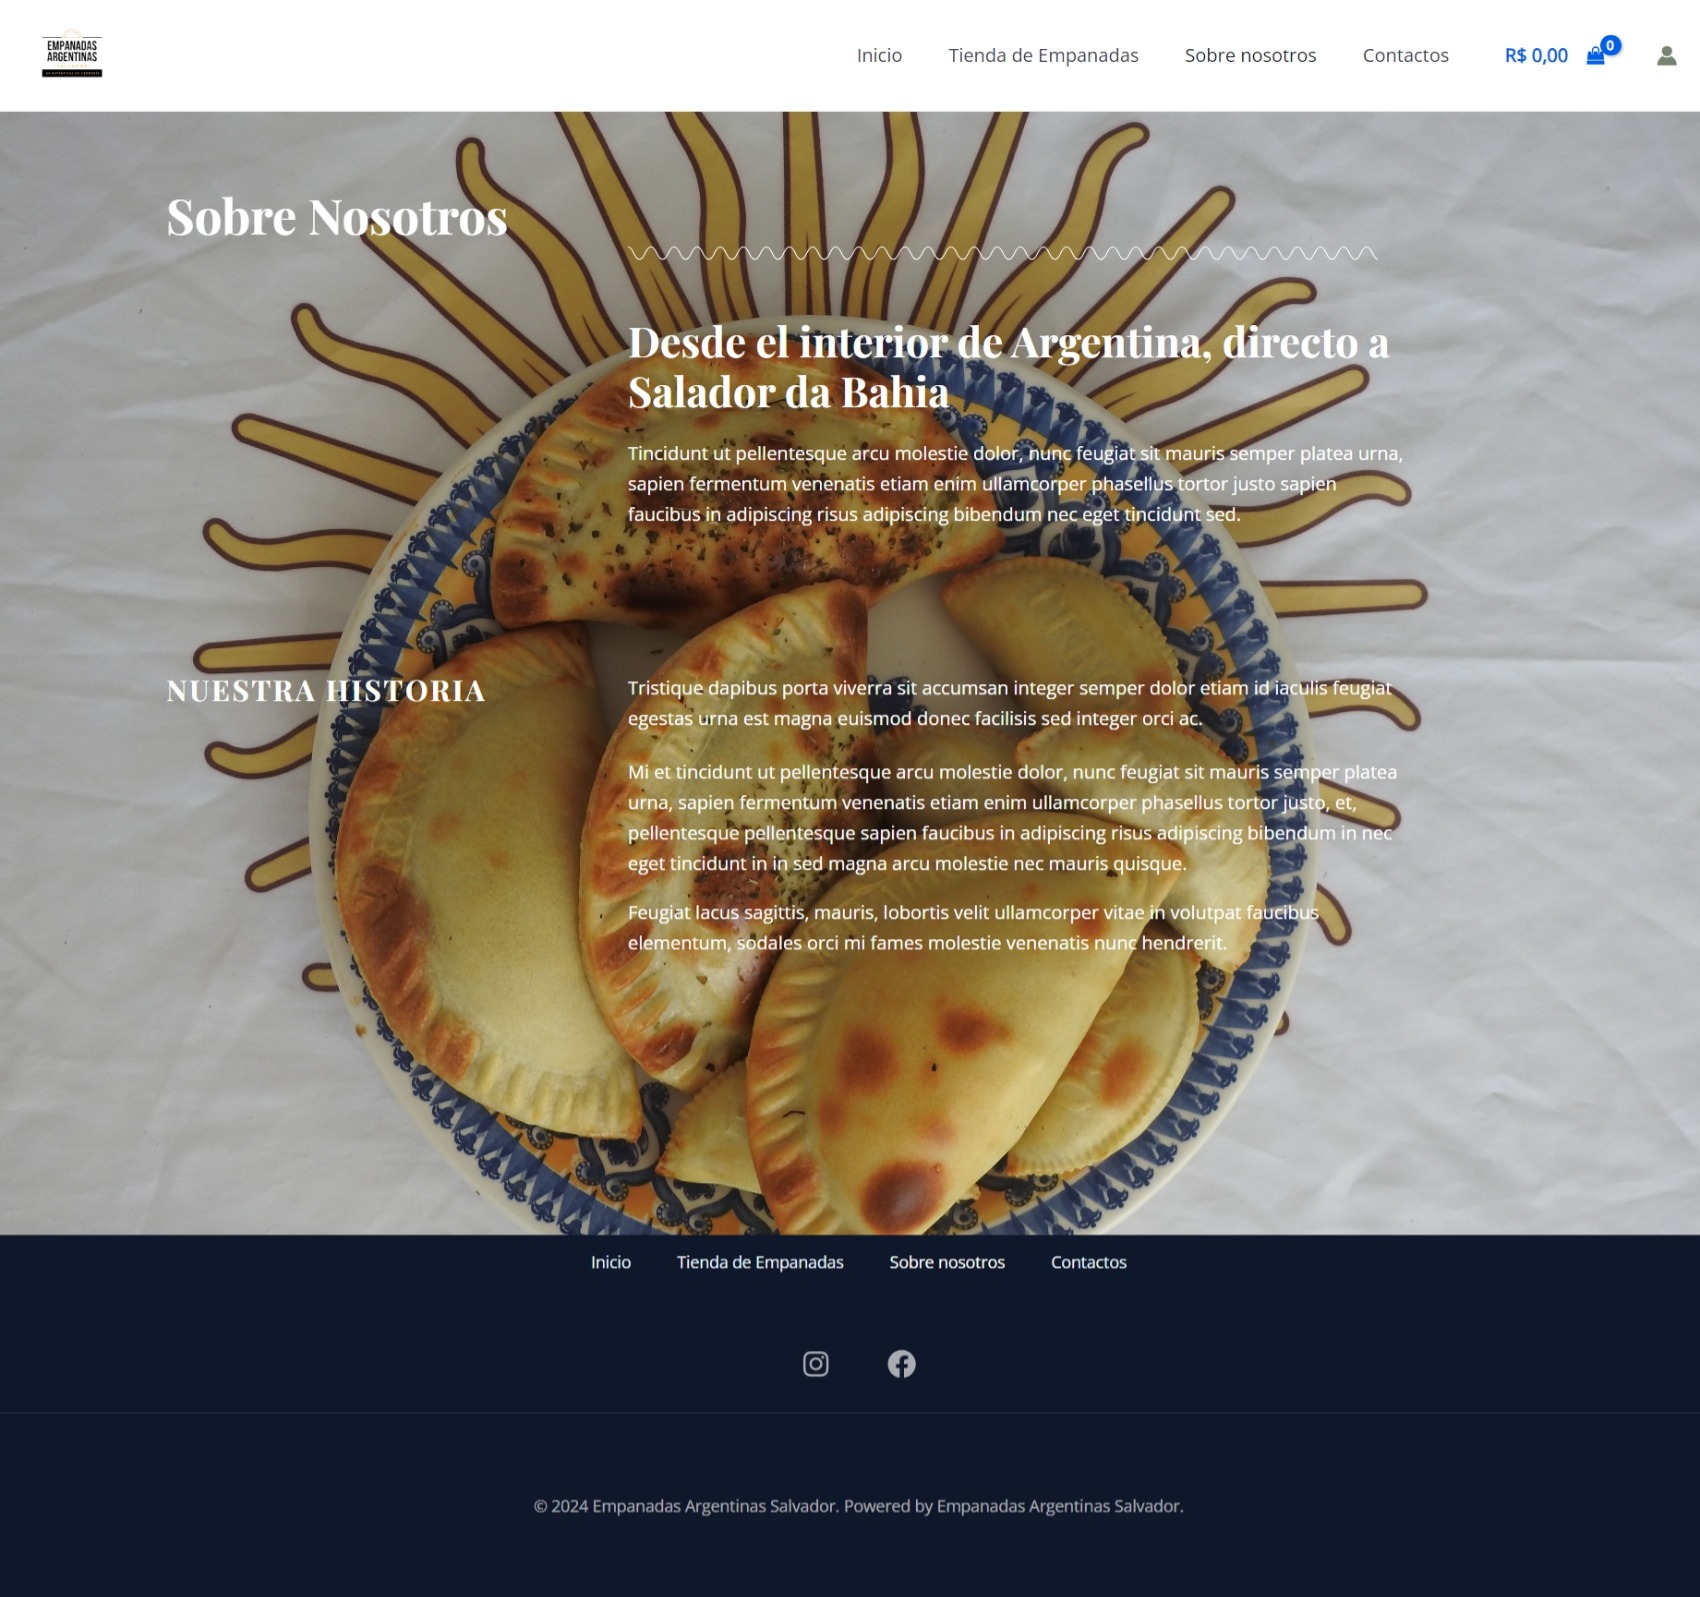 EMPANADAS
ARGENTINAS
Inicio
Tienda de Empanadas
Sobre nosotros
Contactos
R$ 0,00
0
Sobre Nosotros
Desde el interior de Argentina, directo a
Salador da Bahia
Tincidunt ut pellentesque arcu molestie dolor, nunc feugiat sit mauris semper platea urna,
sapien fermentum venenatis etiam enim ullamcorper phasellus tortor justo sapien
faucibus in adipiscing risus adipiscing bibendum nec eget tincidunt sed.
NUESTRA HISTORIA
Tristique dapibus porta viverra sit accumsan integer semper dolor etiam id iaculis feugiat
egestas urna est magna euismod donec facilisis sed integer orci ac.
Mi et tincidunt ut pellentesque arcu molestie dolor, nunc feugiat sit mauris semper platea
urna, sapien fermentum venenatis etiam enim ullamcorper phasellus tortor justo, et,
pellentesque pellentesque sapien faucibus in adipiscing risus adipiscing bibendum in nec
eget tincidunt in in sed magna arcu molestie nec mauris quisque.
Feugiat lacus sagittis, mauris, lobortis velit ullamcorper vitae in volutpat faucibus
elementum, sodales orci mi fames molestie venenatis nunc hendrerit.
Inicio
Tienda de Empanadas
Sobre nosotros
Contactos
© 2024 Empanadas Argentinas Salvador. Powered by Empanadas Argentinas Salvador.